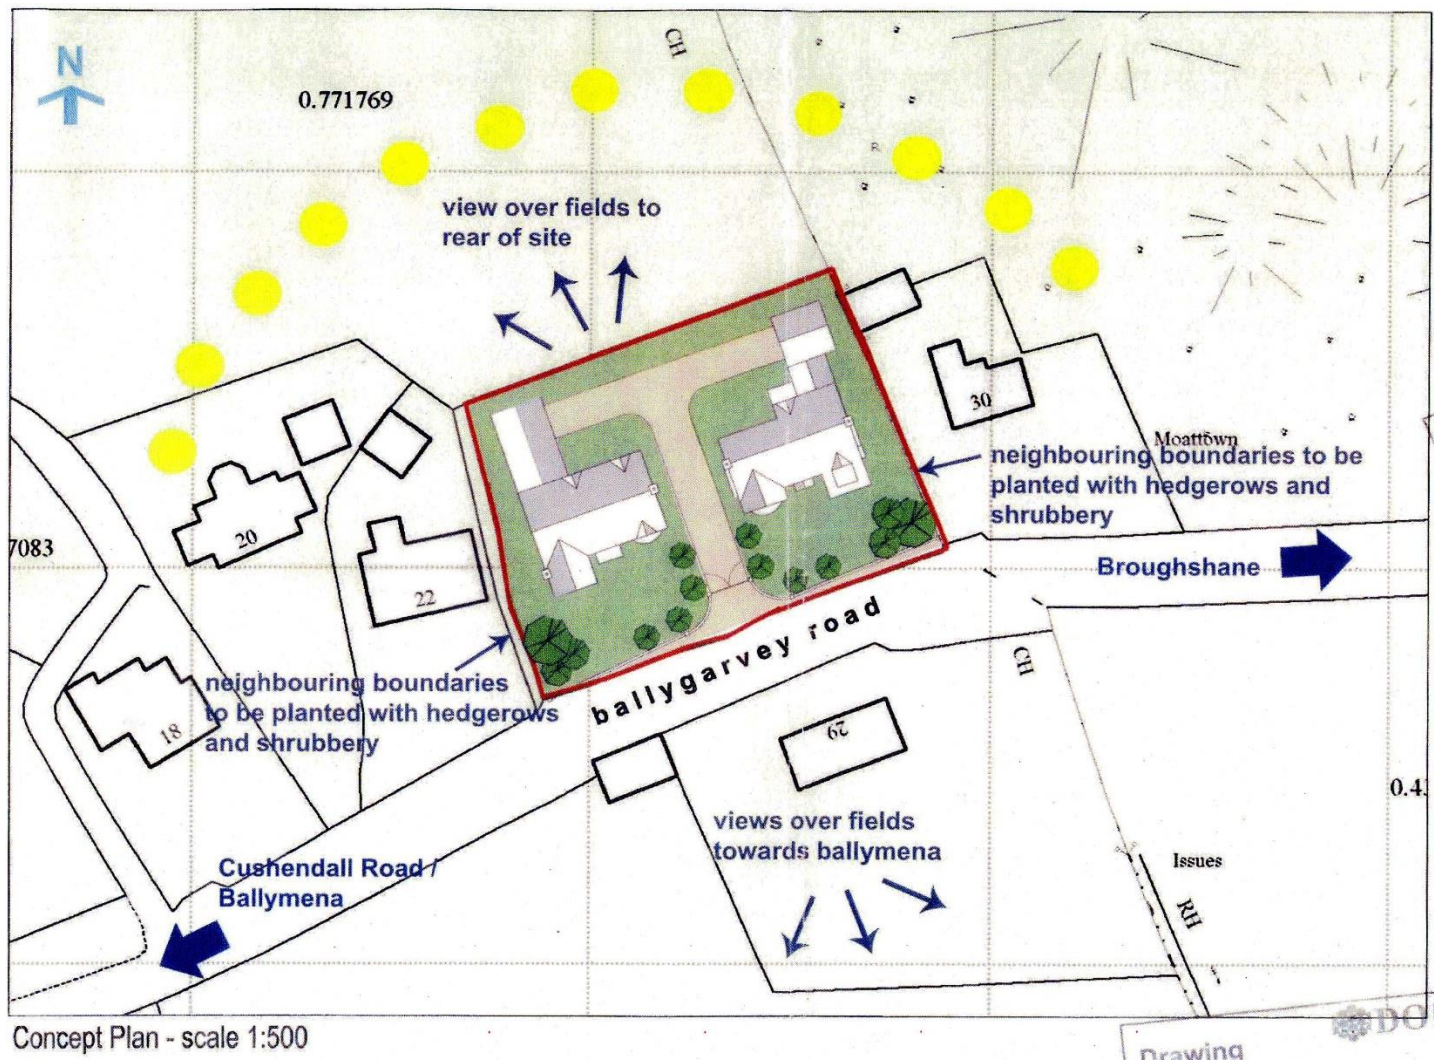 N
CH
0.771769
R
view over fields to
rear of site
30
Moattown
neighbouring boundaries to be
planted with hedgerows and
shrubbery
20
7083
22
Broughshane
ballygarvey road
CH
neighbouring boundaries
to be planted with hedgerows
and shrubbery
18
29
0.43
views over fields
towards ballymena
Cushendall Road /
Ballymena
Issues
RH
Concept Plan - scale 1:500
DO
Drawing